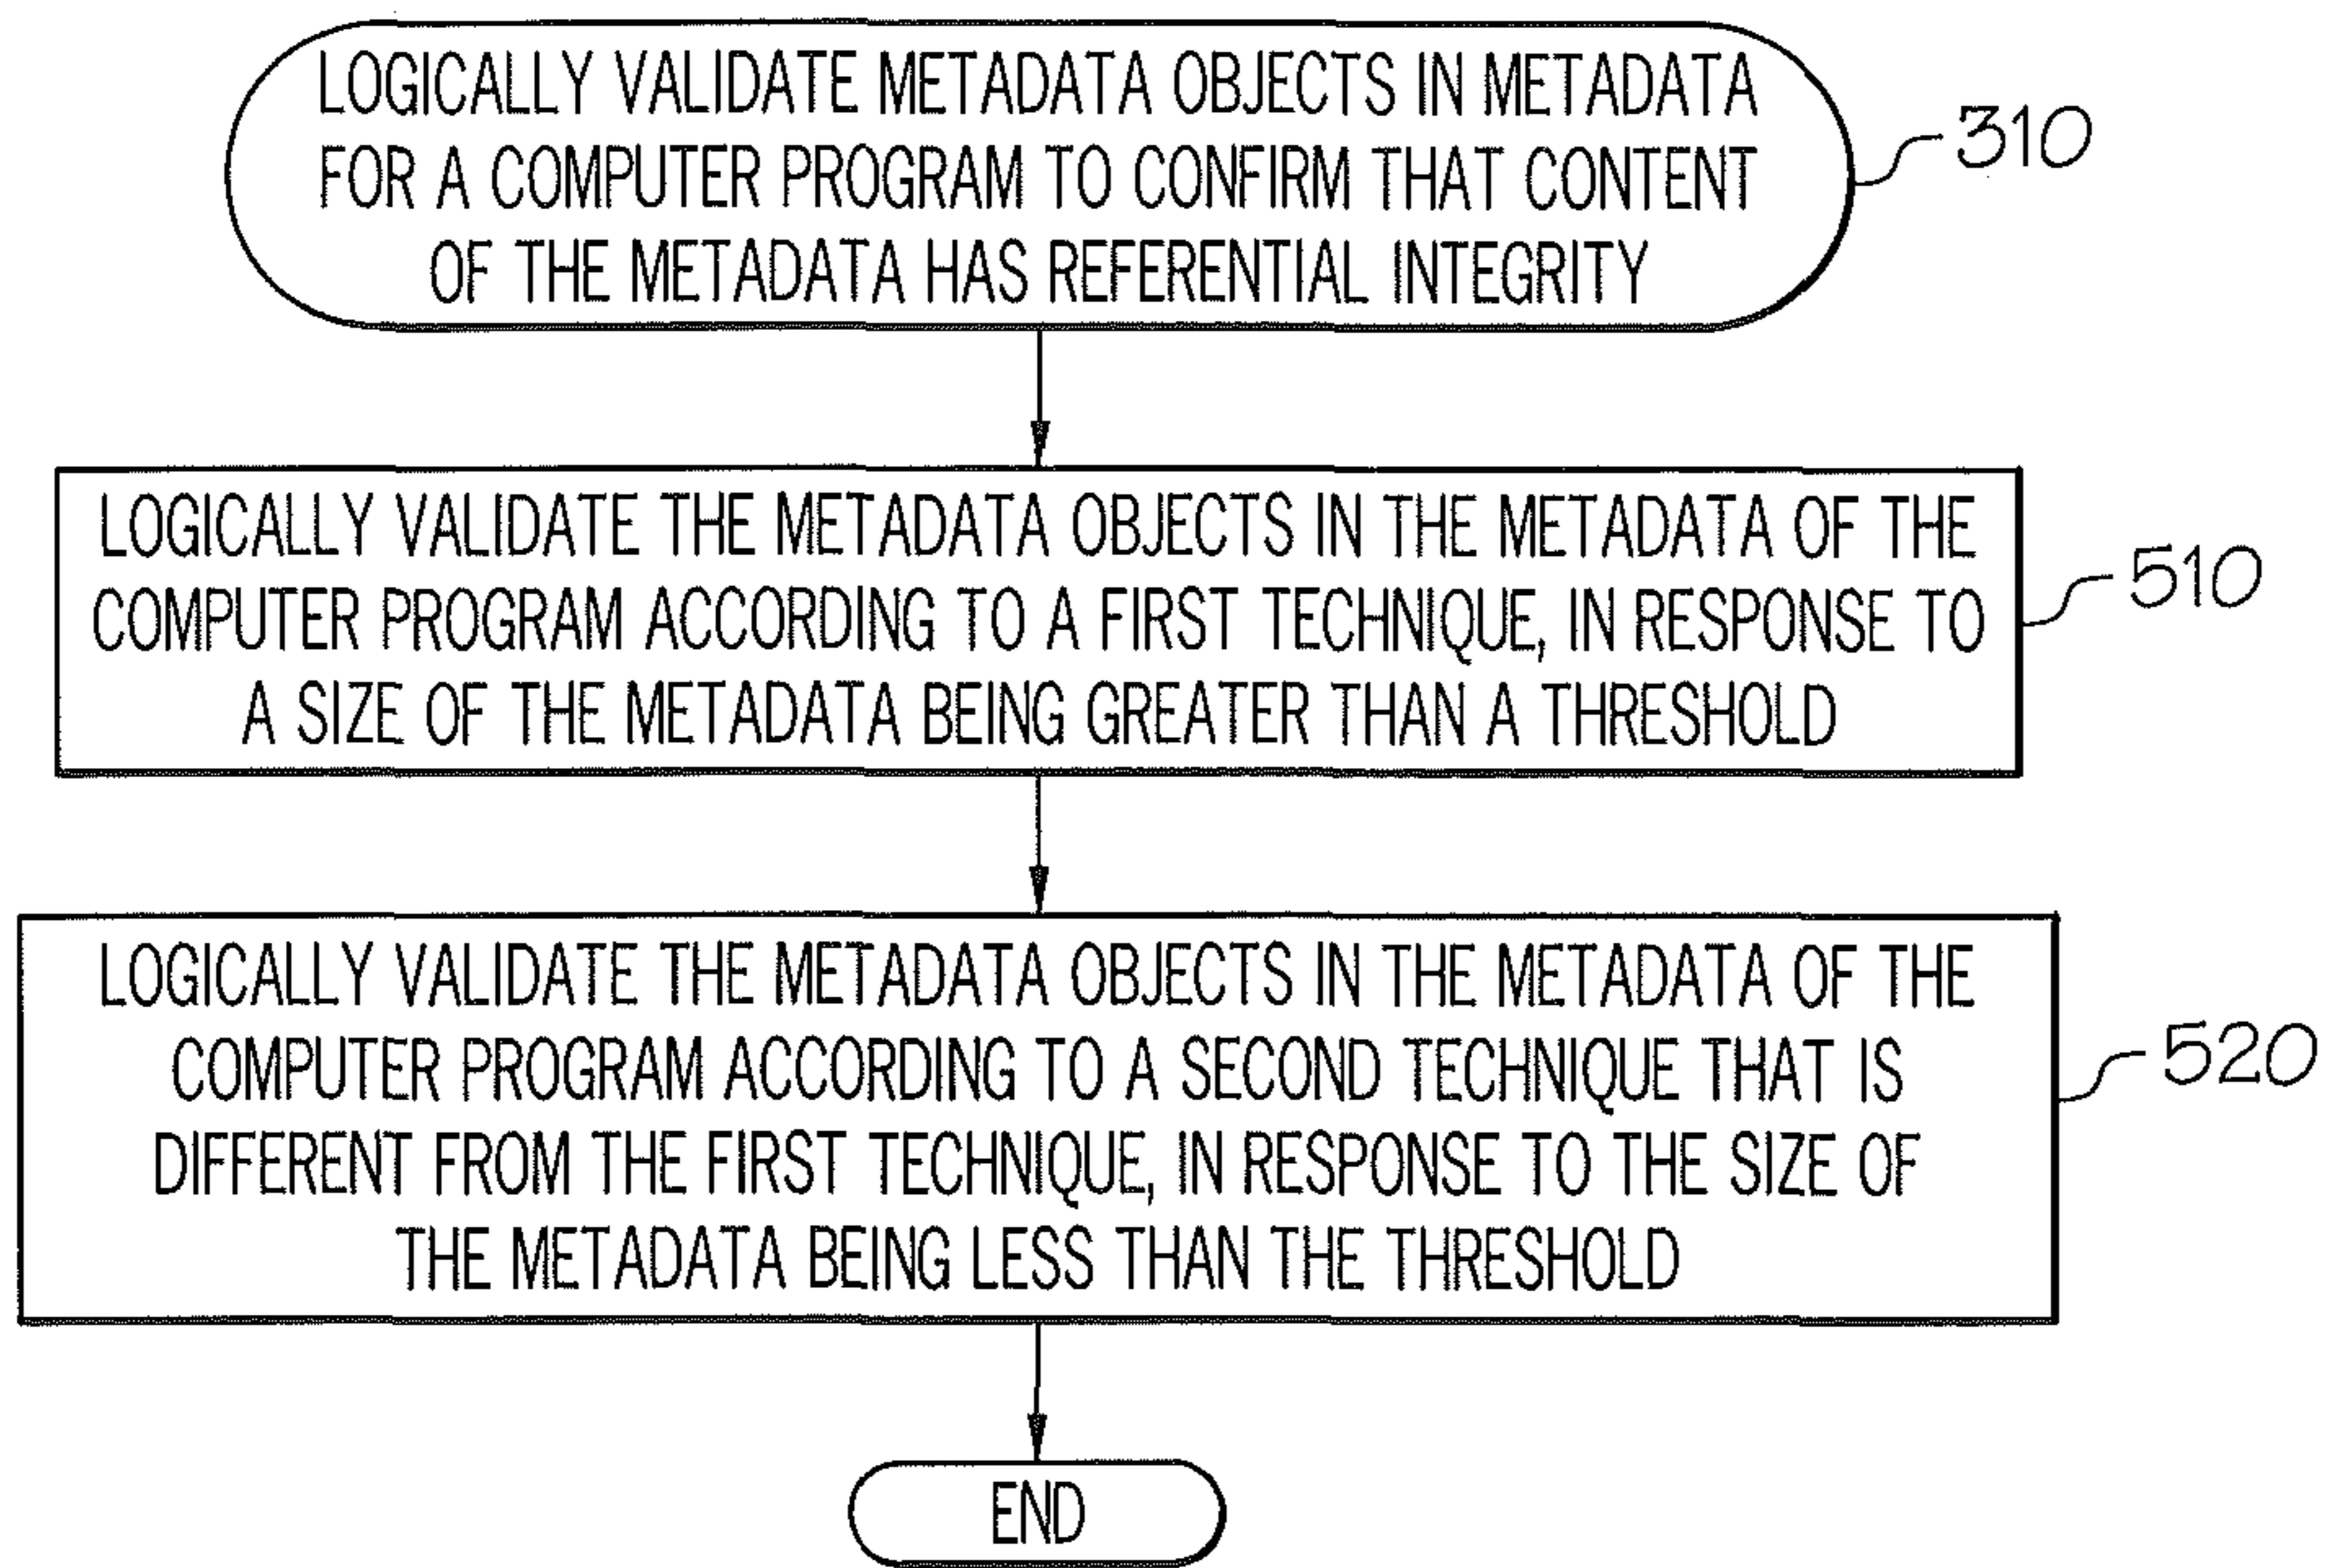 LOGICALLY VALIDATE METADATA OBJECTS IN METADATA
FOR A COMPUTER PROGRAM TO CONFIRM THAT CONTENT
OF THE METADATA HAS REFERENTIAL INTEGRITY
310
LOGICALLY VALIDATE THE METADATA OBJECTS IN THE METADATA OF THE
COMPUTER PROGRAM ACCORDING TO A FIRST TECHNIQUE, IN RESPONSE TO
A SIZE OF THE METADATA BEING GREATER THAN A THRESHOLD
510
LOGICALLY VALIDATE THE METADATA OBJECTS IN THE METADATA OF THE
COMPUTER PROGRAM ACCORDING TO A SECOND TECHNIQUE THAT IS
DIFFERENT FROM THE FIRST TECHNIQUE, IN RESPONSE TO THE SIZE OF
THE METADATA BEING LESS THAN THE THRESHOLD
520
END